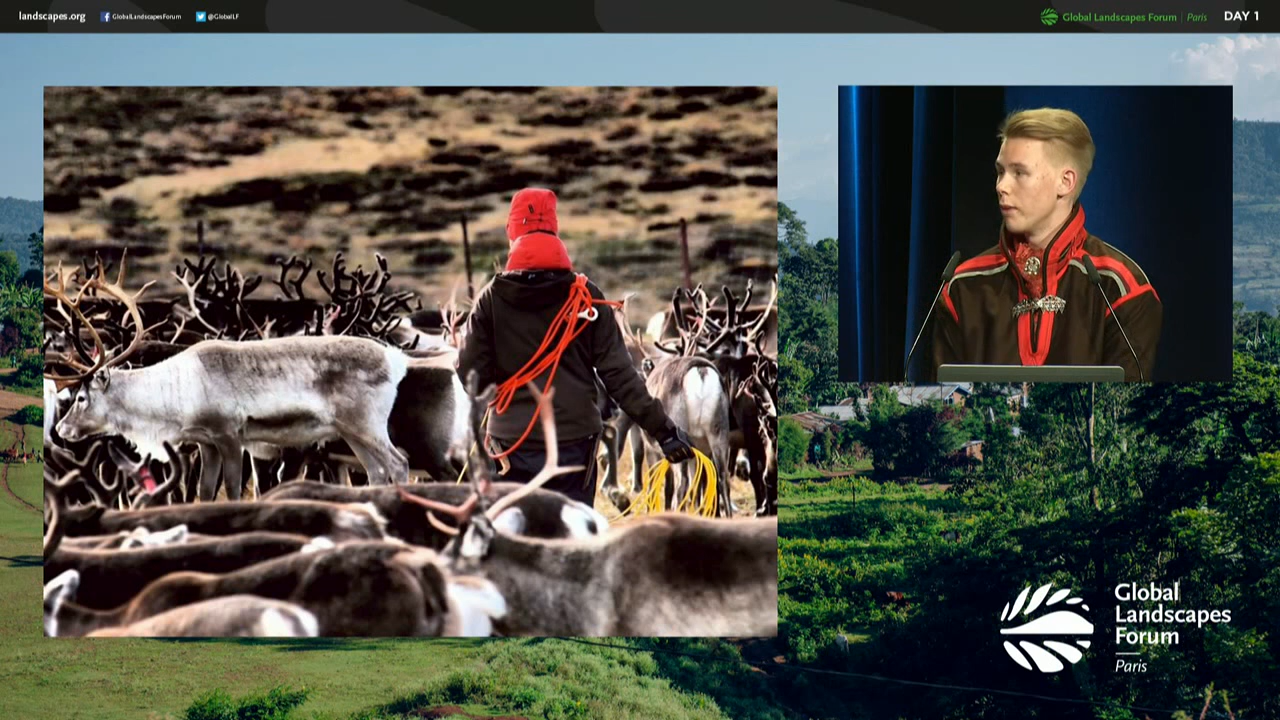 landscapes.org
GlobalLandscapesForum
@GlobalLF
Global Landscapes Forum | Paris
DAY 1
Global
Landscapes
Forum
Paris